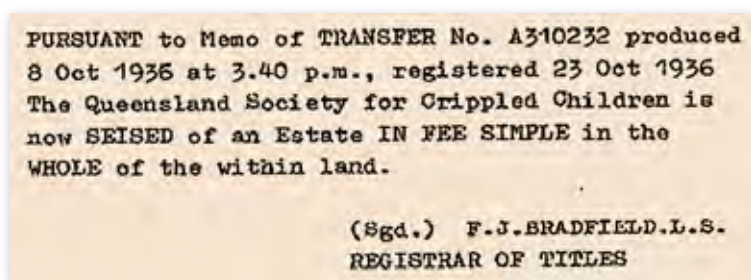 PURSUANT to Memo of TRANSFER No. A310232 produced
8 Oct 1936 at 3.40 p.m., registered 23 Oct 1936
The Queensland Society for Crippled Children is
now SEISED of an Estate IN FEE SIMPLE in the
WHOLE of the within land.
(Sgd.) F.J.BRADFIELD.L.S.
REGISTRAR OF TITLES